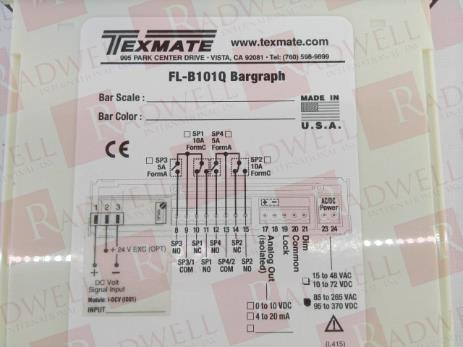 TEXMATE www.texmate.com
995 PARK CENTER DRIVE • VISTA, CA 92081 • Tel: (760) 598-9899
FL-B101Q Bargraph
Bar Scale:
Bar Color:
MADE IN
U.S.A.
CE
SP1 SP4
10A 5A
FormC FormA
SP3
5A
FormA
SP2
10A
FormC
1 2 3
+ 24 V EXC (OPT)
+ −
DC Volt
Signal Input
Module: I-DCV (ID01)
INPUT
8 9 10 11 12 13 14 15
SP3 NO
SP3/1 COM
SP1 NC
SP1 NO
SP4 NO
SP4/2 COM
SP2 NC
SP2 NO
+ −
17 18 19 20 21
Analog Out (Isolated)
Lock
Common
Dim
0 to 10 VDC
4 to 20 mA
AC/DC
Power
23 24
15 to 48 VAC
10 to 72 VDC
85 to 265 VAC
95 to 370 VDC
(L415)
RADWELL